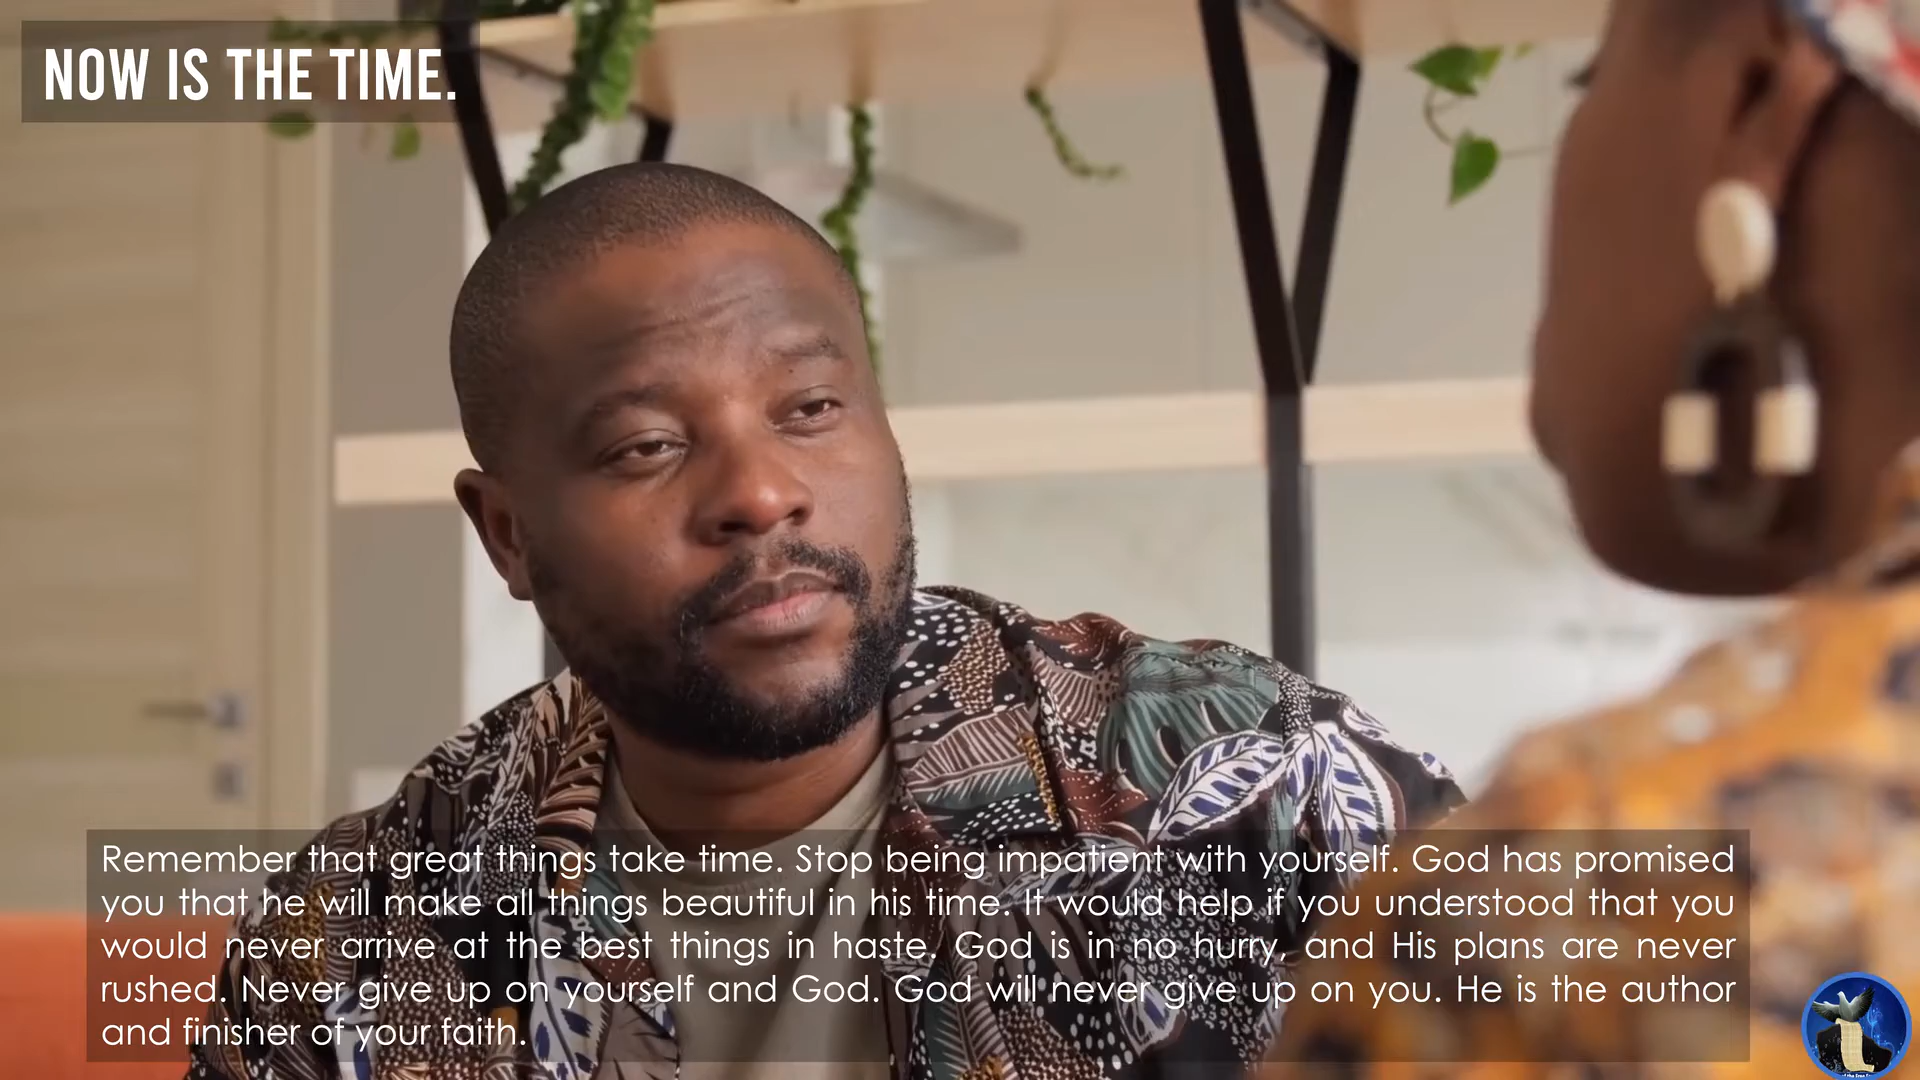 NOW IS THE TIME.
Remember that great things take time. Stop being impatient with yourself. God has promised
you that he will make all things beautiful in his time. It would help if you understood that you
would never arrive at the best things in haste. God is in no hurry, and His plans are never
rushed. Never give up on yourself and God. God will never give up on you. He is the author
and finisher of your faith.